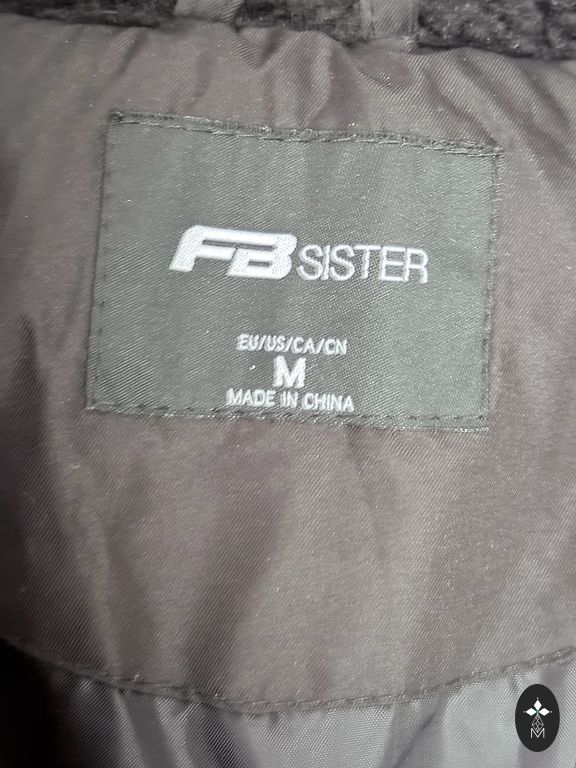 FB SISTER
EU/US/CA/CN
M
MADE IN CHINA
M